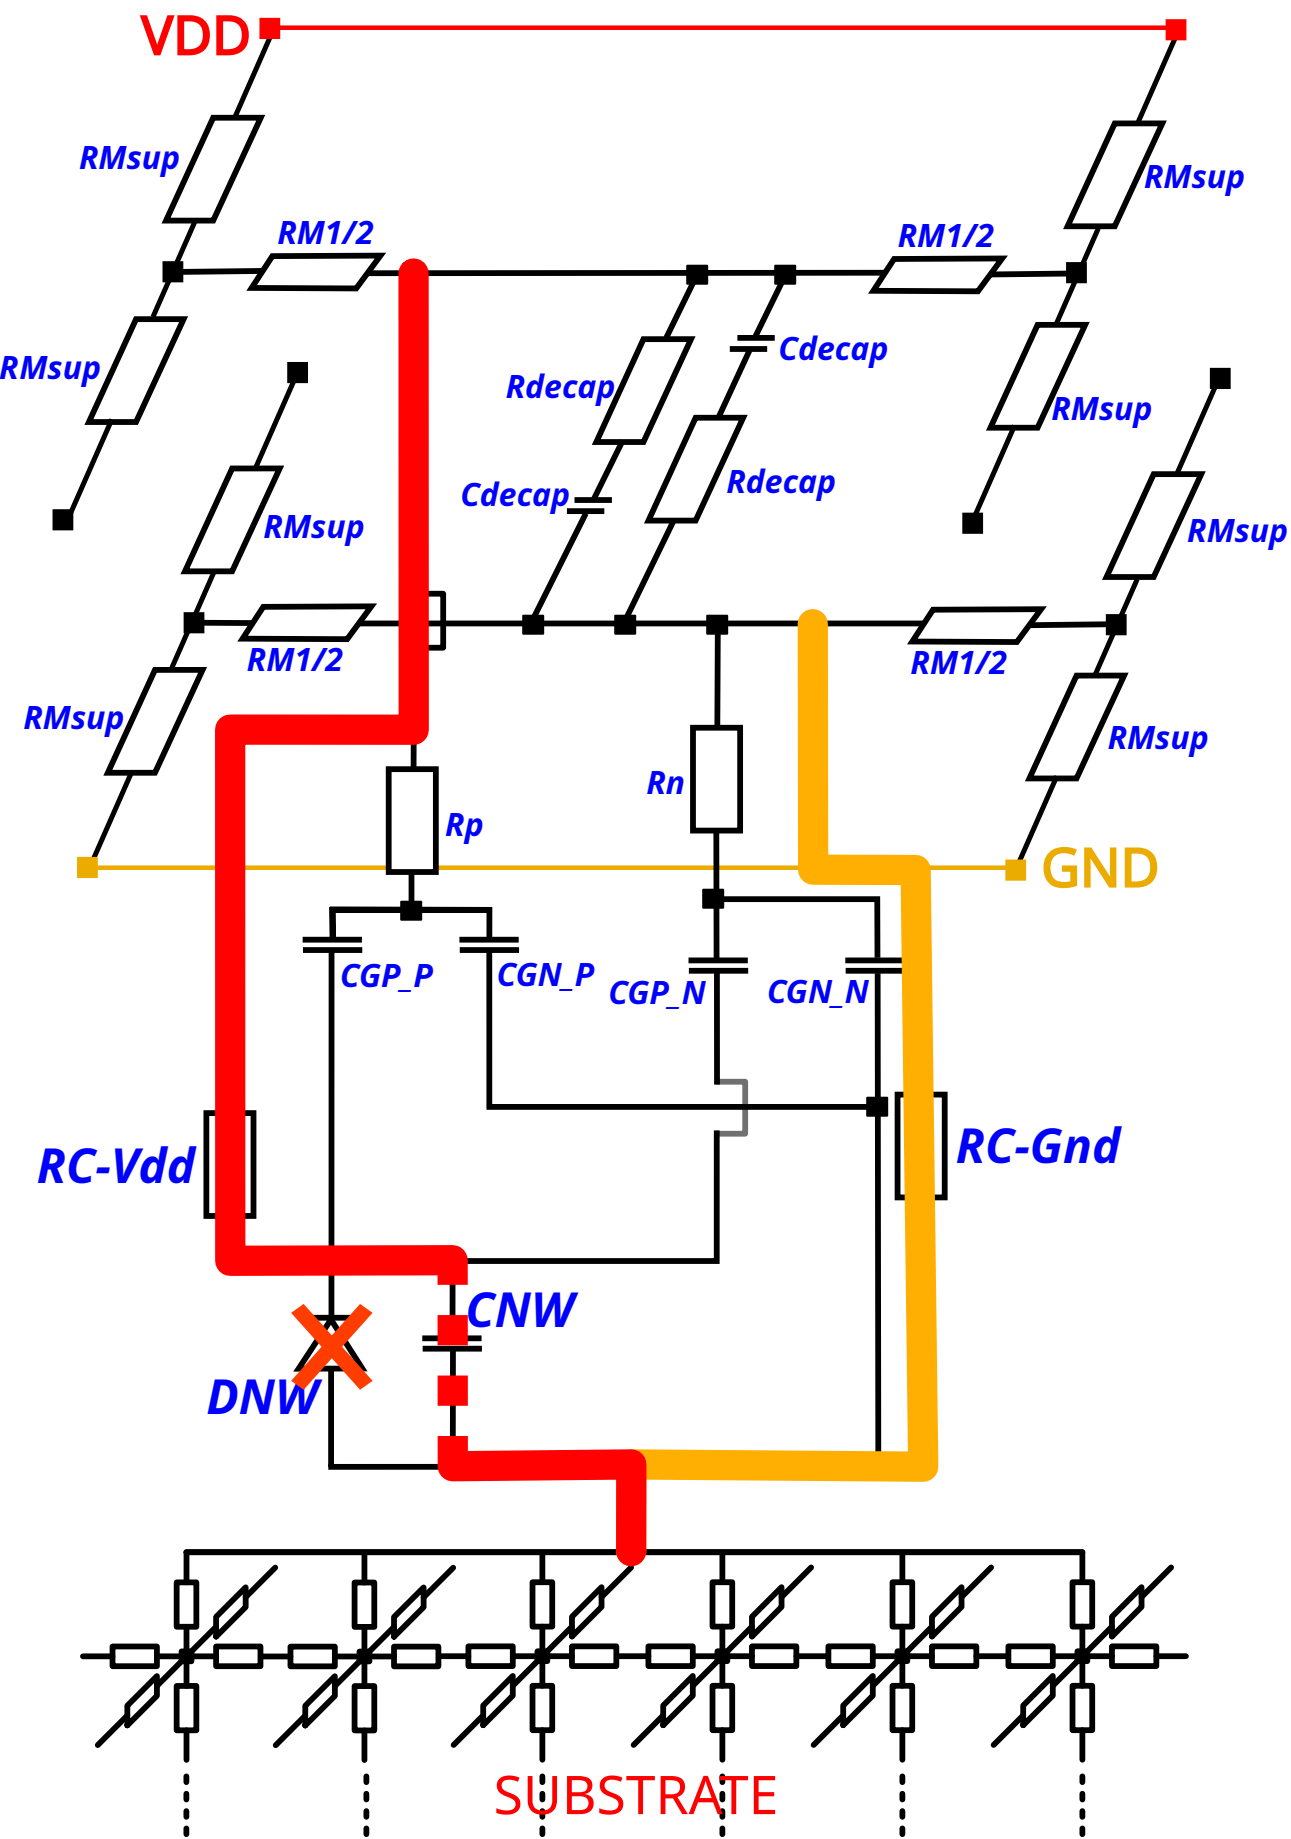 VDD
RMsup
RMsup
RM1/2
RM1/2
Cdecap
RMsup
Rdecap
RMsup
Rdecap
Cdecap
RMsup
RMsup
RM1/2
RM1/2
RMsup
RMsup
Rn
Rp
GND
CGP_P
CGN_P
CGP_N
CGN_N
RC-Vdd
RC-Gnd
CNW
DNW
SUBSTRATE